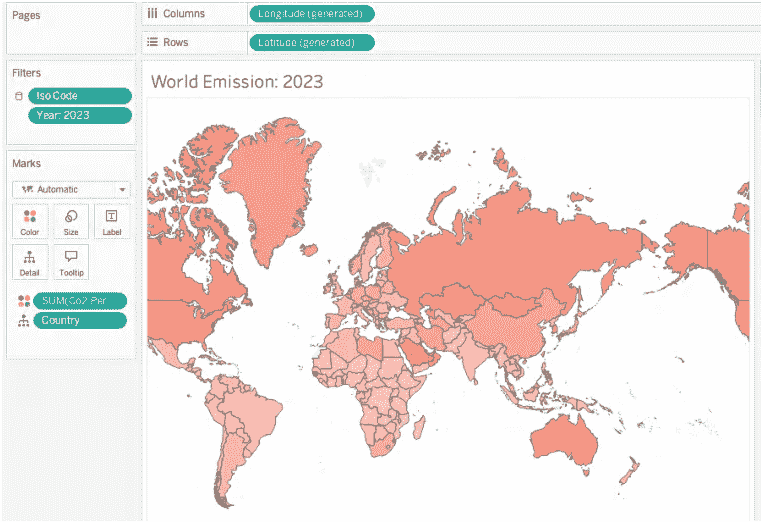 Pages
Columns
Longitude (generated)
Rows
Latitude (generated)
Filters
Iso Code
Year: 2023
World Emission: 2023
Marks
Automatic
Color
Size
Label
Detail
Tooltip
SUM(Co2 Per
Country